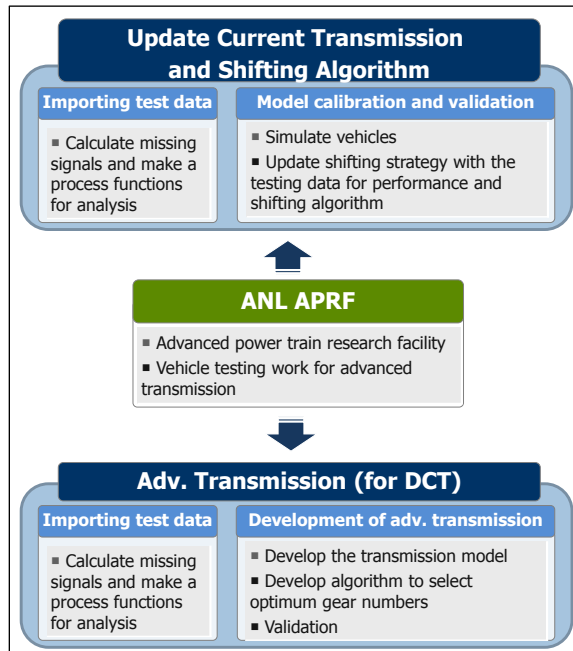 Update Current Transmission
and Shifting Algorithm
Importing test data
▪ Calculate missing
signals and make a
process functions
for analysis
Model calibration and validation
▪ Simulate vehicles
▪ Update shifting strategy with the
testing data for performance and
shifting algorithm
ANL APRF
▪ Advanced power train research facility
▪ Vehicle testing work for advanced
transmission
Adv. Transmission (for DCT)
Importing test data
▪ Calculate missing
signals and make a
process functions
for analysis
Development of adv. transmission
▪ Develop the transmission model
▪ Develop algorithm to select
optimum gear numbers
▪ Validation